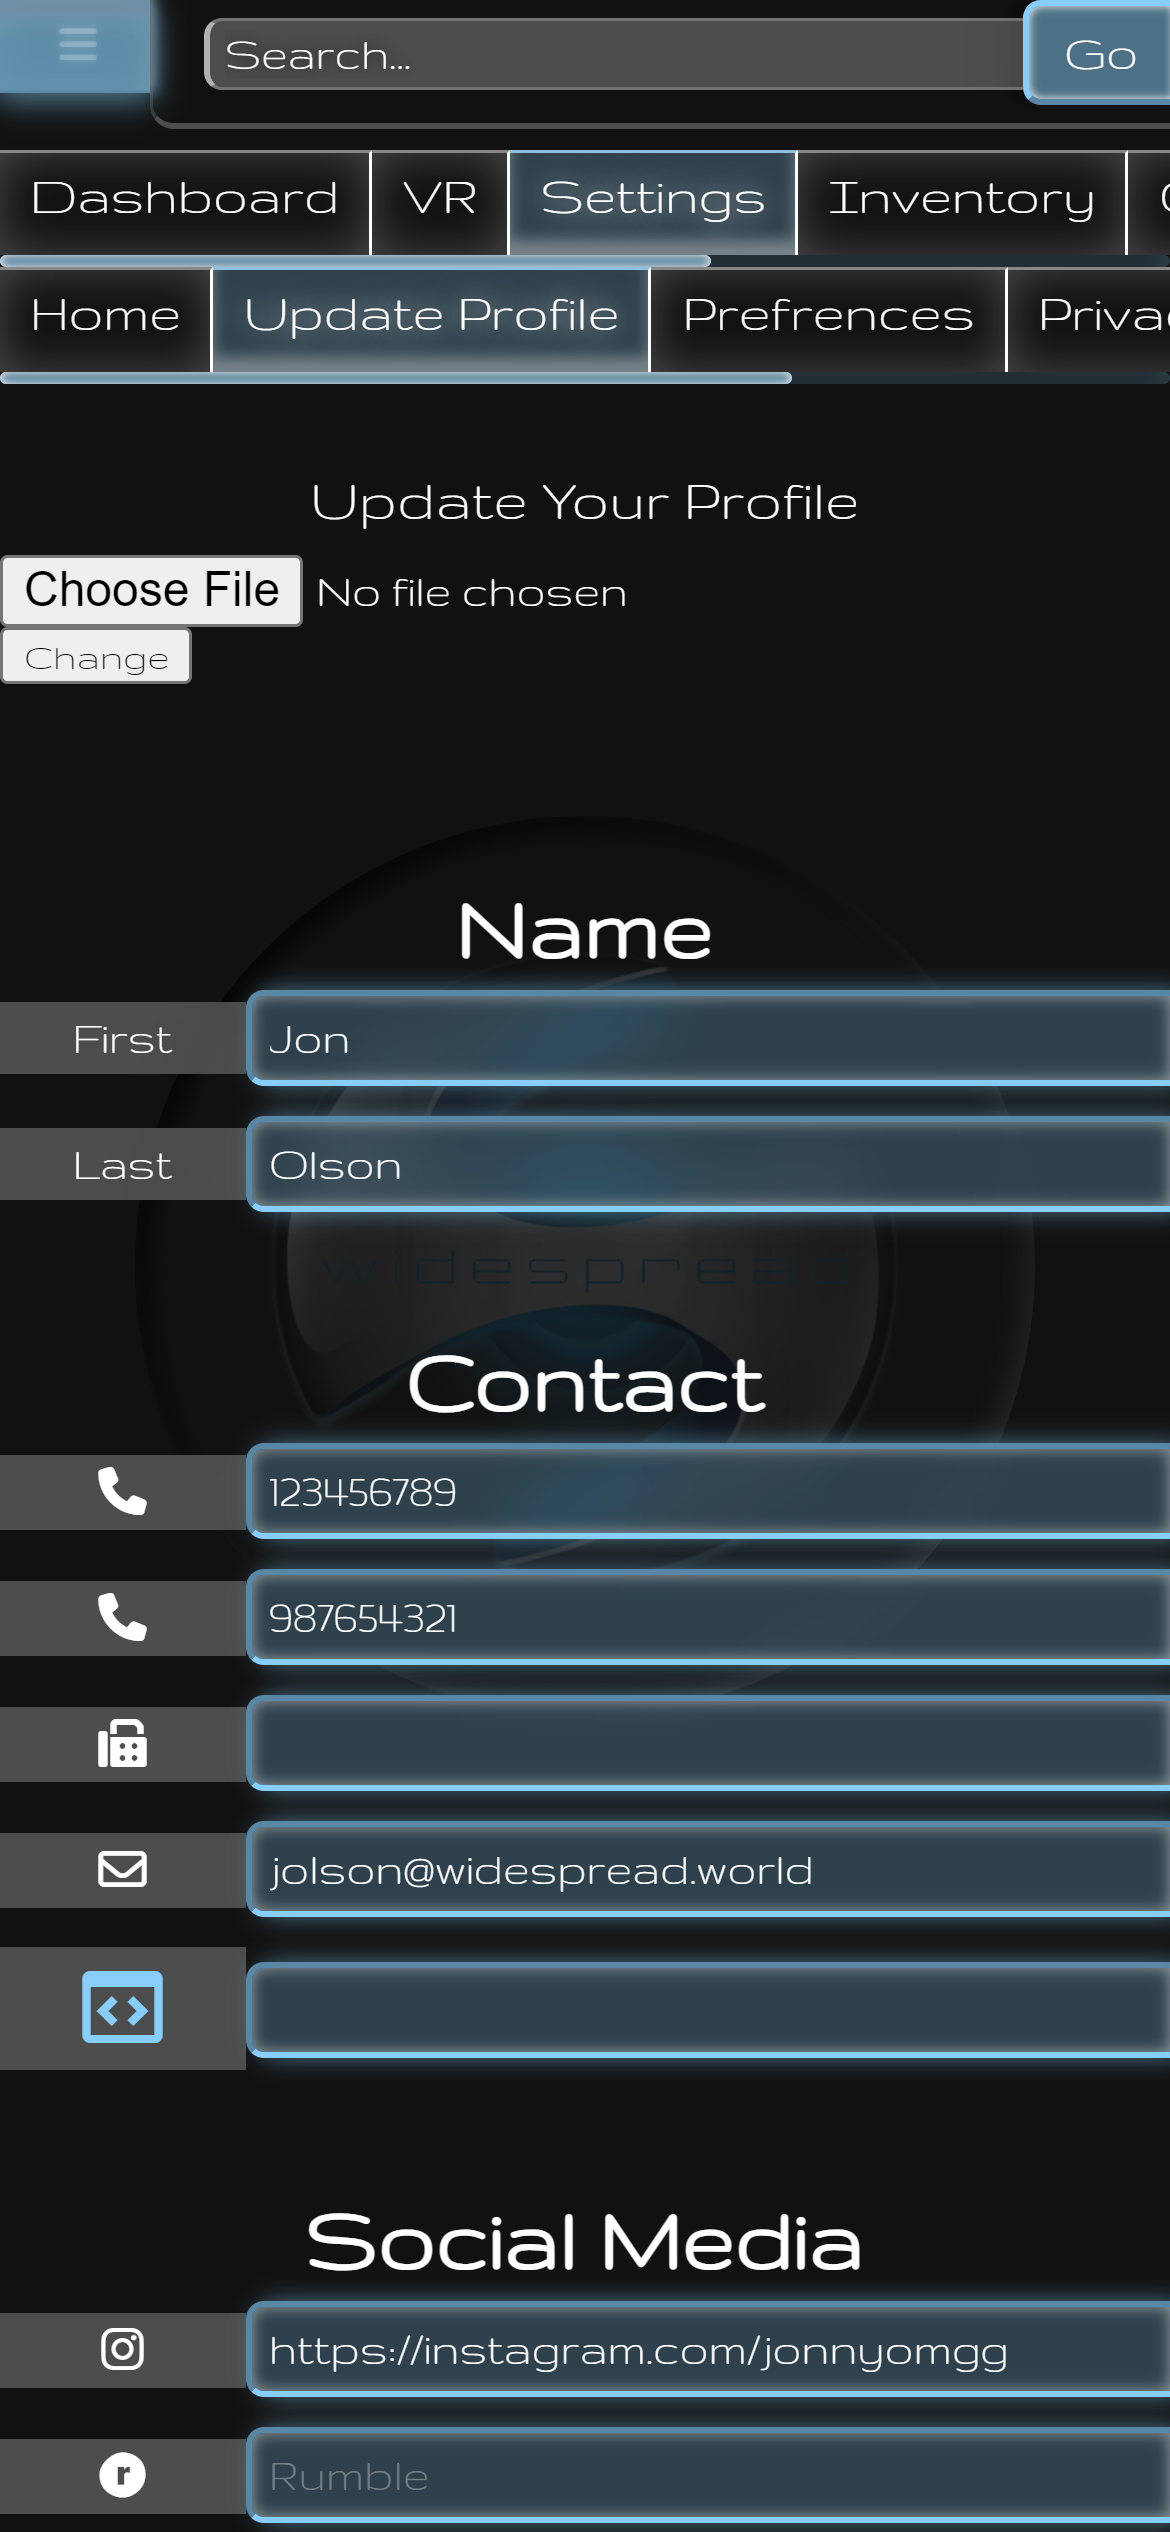 Search... Go
Dashboard VR Settings Inventory
Home Update Profile Prefrences Priva
Update Your Profile
Choose File No file chosen
Change
Name
First Jon
Last Olson
widespread
Contact
123456789
987654321
jolson@widespread.world
Social Media
https://instagram.com/jonnyomgg
r Rumble